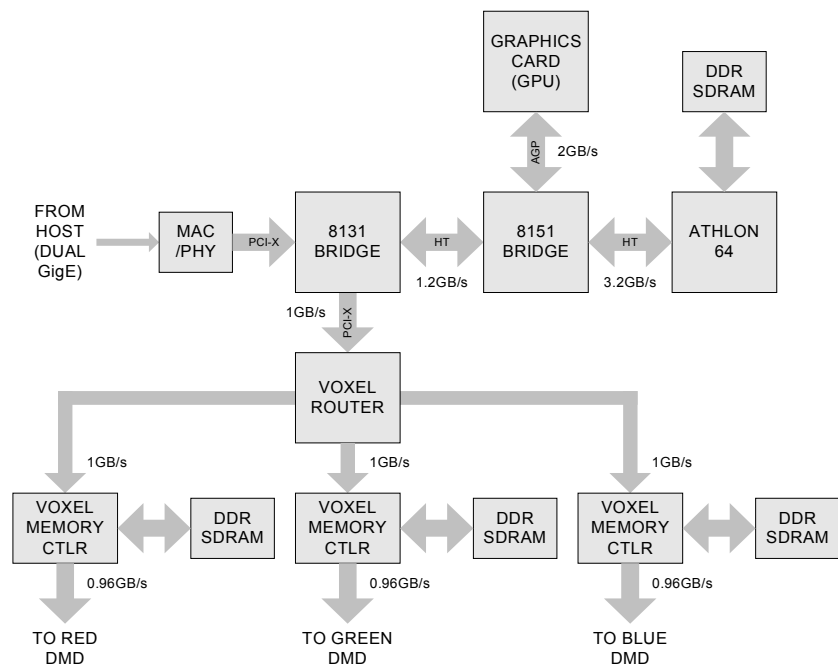 GRAPHICS
CARD
(GPU)
DDR
SDRAM
AGP
2GB/s
FROM
HOST
(DUAL
GigE)
MAC
/PHY
PCI-X
8131
BRIDGE
HT
1.2GB/s
8151
BRIDGE
HT
3.2GB/s
ATHLON
64
1GB/s
PCI-X
VOXEL
ROUTER
1GB/s
1GB/s
1GB/s
VOXEL
MEMORY
CTLR
DDR
SDRAM
VOXEL
MEMORY
CTLR
DDR
SDRAM
VOXEL
MEMORY
CTLR
DDR
SDRAM
0.96GB/s
0.96GB/s
0.96GB/s
TO RED
DMD
TO GREEN
DMD
TO BLUE
DMD